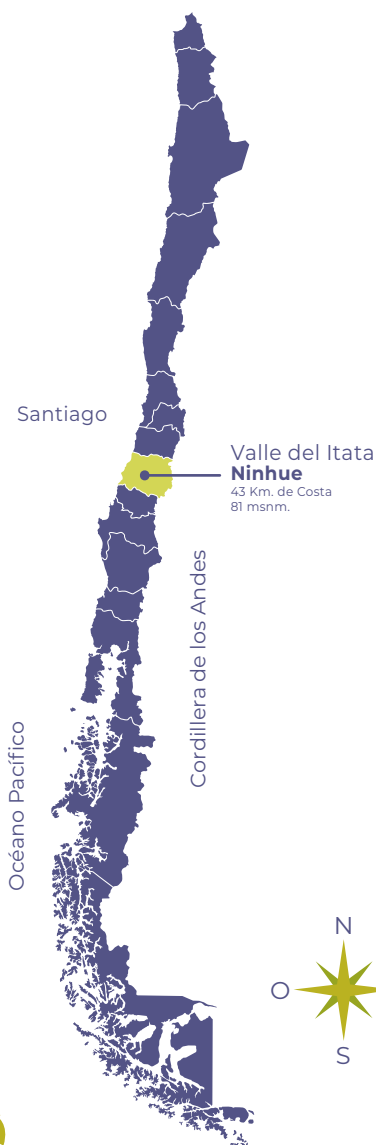 Santiago
Valle del Itata
Ninhue
43 Km. de Costa
81 msnm.
Cordillera de los Andes
Océano Pacífico
N
O
S